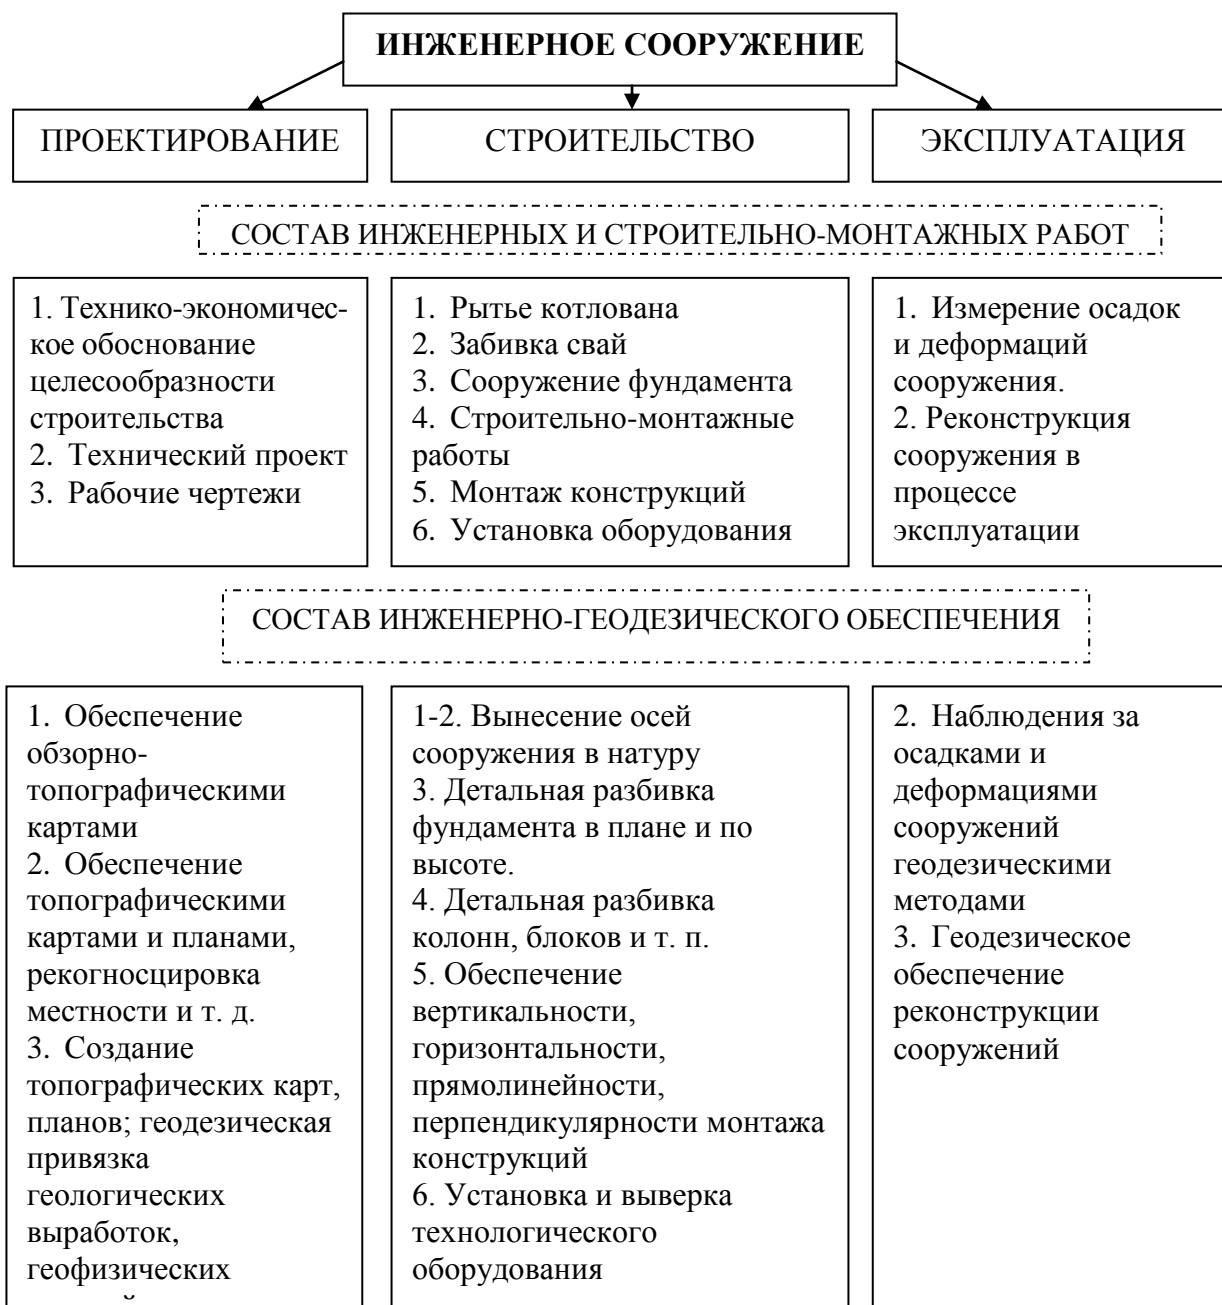 ИНЖЕНЕРНОЕ СООРУЖЕНИЕ
ПРОЕКТИРОВАНИЕ
СТРОИТЕЛЬСТВО
ЭКСПЛУАТАЦИЯ
СОСТАВ ИНЖЕНЕРНЫХ И СТРОИТЕЛЬНО-МОНТАЖНЫХ РАБОТ
1. Технико-экономичес-
кое обоснование
целесообразности
строительства
2. Технический проект
3. Рабочие чертежи
1. Рытье котлована
2. Забивка свай
3. Сооружение фундамента
4. Строительно-монтажные
работы
5. Монтаж конструкций
6. Установка оборудования
1. Измерение осадок
и деформаций
сооружения.
2. Реконструкция
сооружения в
процессе
эксплуатации
СОСТАВ ИНЖЕНЕРНО-ГЕОДЕЗИЧЕСКОГО ОБЕСПЕЧЕНИЯ
1. Обеспечение
обзорно-
топографическими
картами
2. Обеспечение
топографическими
картами и планами,
рекогносцировка
местности и т. д.
3. Создание
топографических карт,
планов; геодезическая
привязка
геологических
выработок,
геофизических
1-2. Вынесение осей
сооружения в натуру
3. Детальная разбивка
фундамента в плане и по
высоте.
4. Детальная разбивка
колонн, блоков и т. п.
5. Обеспечение
вертикальности,
горизонтальности,
прямолинейности,
перпендикулярности монтажа
конструкций
6. Установка и выверка
технологического
оборудования
2. Наблюдения за
осадками и
деформациями
сооружений
геодезическими
методами
3. Геодезическое
обеспечение
реконструкции
сооружений